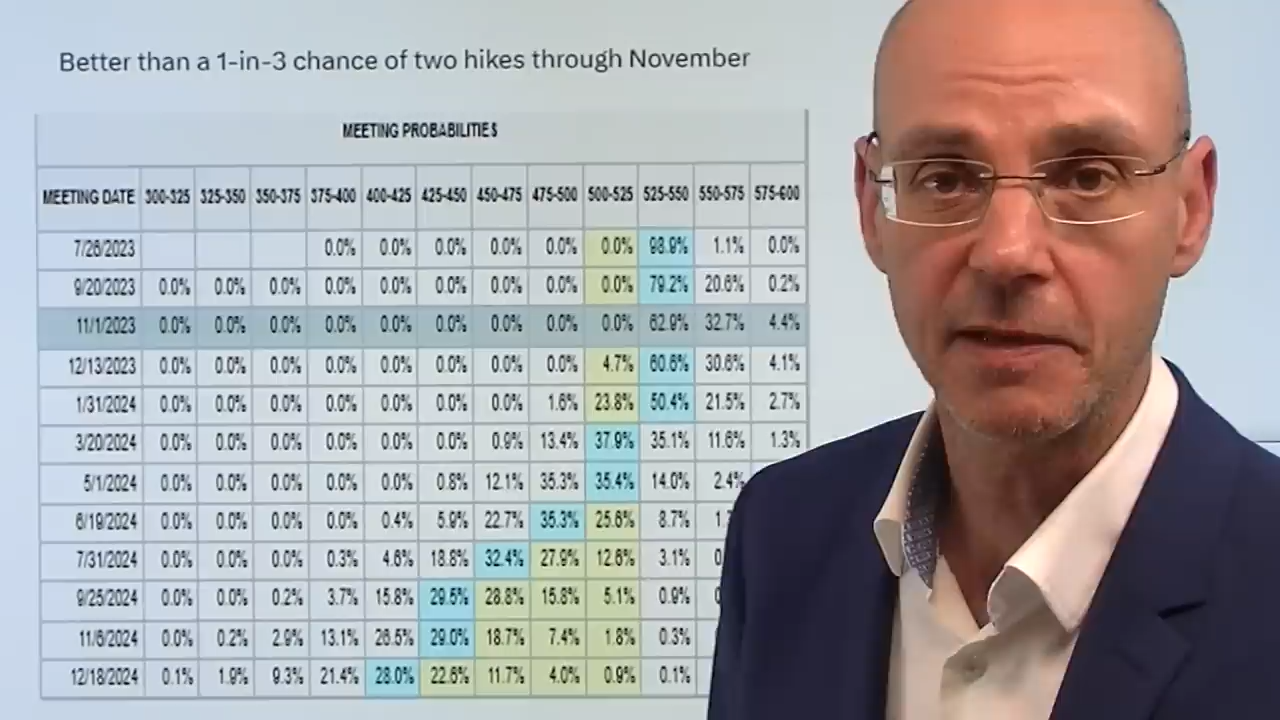 Better than a 1-in-3 chance of two hikes through November
MEETING PROBABILITIES
MEETING DATE 300-325 325-350 350-375 375-400 400-425 425-450 450-475 475-500 500-525 525-550 550-575 575-600
7/26/2023 0.0% 0.0% 0.0% 0.0% 0.0% 0.0% 98.9% 1.1% 0.0%
9/20/2023 0.0% 0.0% 0.0% 0.0% 0.0% 0.0% 0.0% 0.0% 0.0% 79.2% 20.6% 0.2%
11/1/2023 0.0% 0.0% 0.0% 0.0% 0.0% 0.0% 0.0% 0.0% 0.0% 62.9% 32.7% 4.4%
12/13/2023 0.0% 0.0% 0.0% 0.0% 0.0% 0.0% 0.0% 0.0% 4.7% 60.6% 30.6% 4.1%
1/31/2024 0.0% 0.0% 0.0% 0.0% 0.0% 0.0% 0.0% 1.6% 23.8% 50.4% 21.5% 2.7%
3/20/2024 0.0% 0.0% 0.0% 0.0% 0.0% 0.0% 0.9% 13.4% 37.9% 35.1% 11.6% 1.3%
5/1/2024 0.0% 0.0% 0.0% 0.0% 0.0% 0.8% 12.1% 35.3% 35.4% 14.0% 2.4%
6/19/2024 0.0% 0.0% 0.0% 0.0% 0.4% 5.9% 22.7% 35.3% 25.6% 8.7%
7/31/2024 0.0% 0.0% 0.0% 0.3% 4.6% 18.8% 32.4% 27.9% 12.6% 3.1%
9/25/2024 0.0% 0.0% 0.2% 3.7% 15.8% 29.5% 28.8% 15.8% 5.1% 0.9%
11/6/2024 0.0% 0.2% 2.9% 13.1% 26.5% 29.0% 18.7% 7.4% 1.8% 0.3%
12/18/2024 0.1% 1.9% 9.3% 21.4% 28.0% 22.6% 11.7% 4.0% 0.9% 0.1%